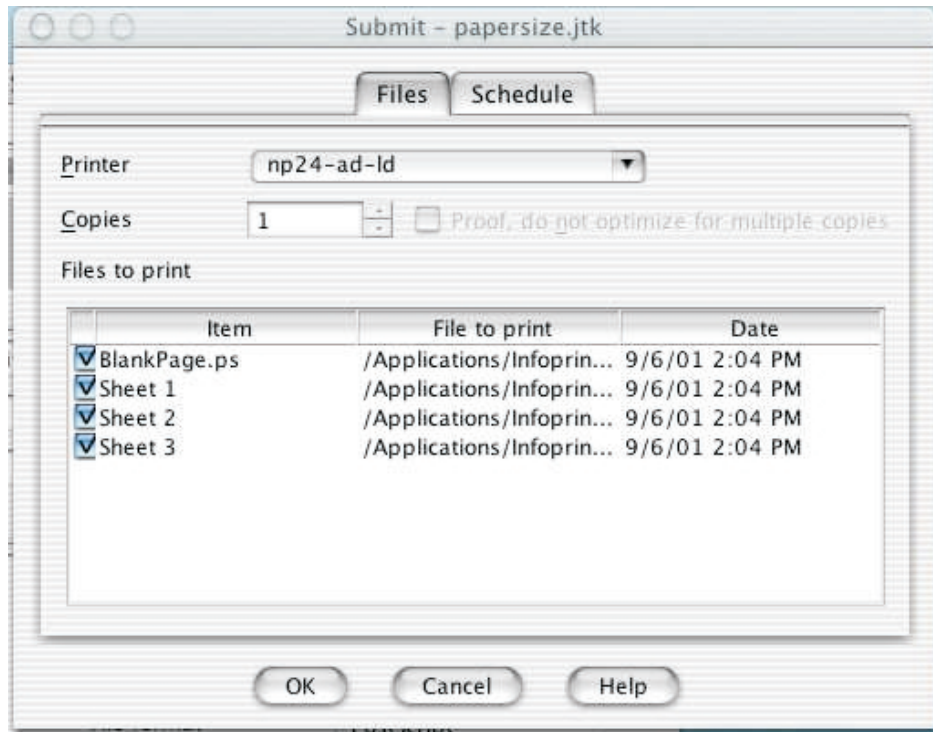 Submit - papersize.jtk
Files Schedule
Printer np24-ad-ld
Copies 1 Proof, do not optimize for multiple copies
Files to print
Item File to print Date
BlankPage.ps /Applications/Infoprin... 9/6/01 2:04 PM
Sheet 1 /Applications/Infoprin... 9/6/01 2:04 PM
Sheet 2 /Applications/Infoprin... 9/6/01 2:04 PM
Sheet 3 /Applications/Infoprin... 9/6/01 2:04 PM
OK Cancel Help